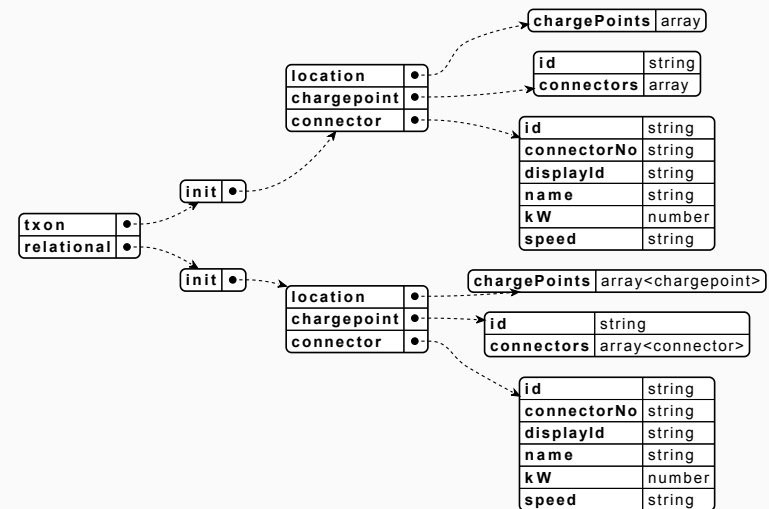 chargePoints array
id string
connectors array
location
chargepoint
connector
id string
connectorNo string
displayId string
name string
kW number
speed string
init
txon
relational
init
chargePoints array<chargepoint>
location
chargepoint
connector
id string
connectors array<connector>
id string
connectorNo string
displayId string
name string
kW number
speed string